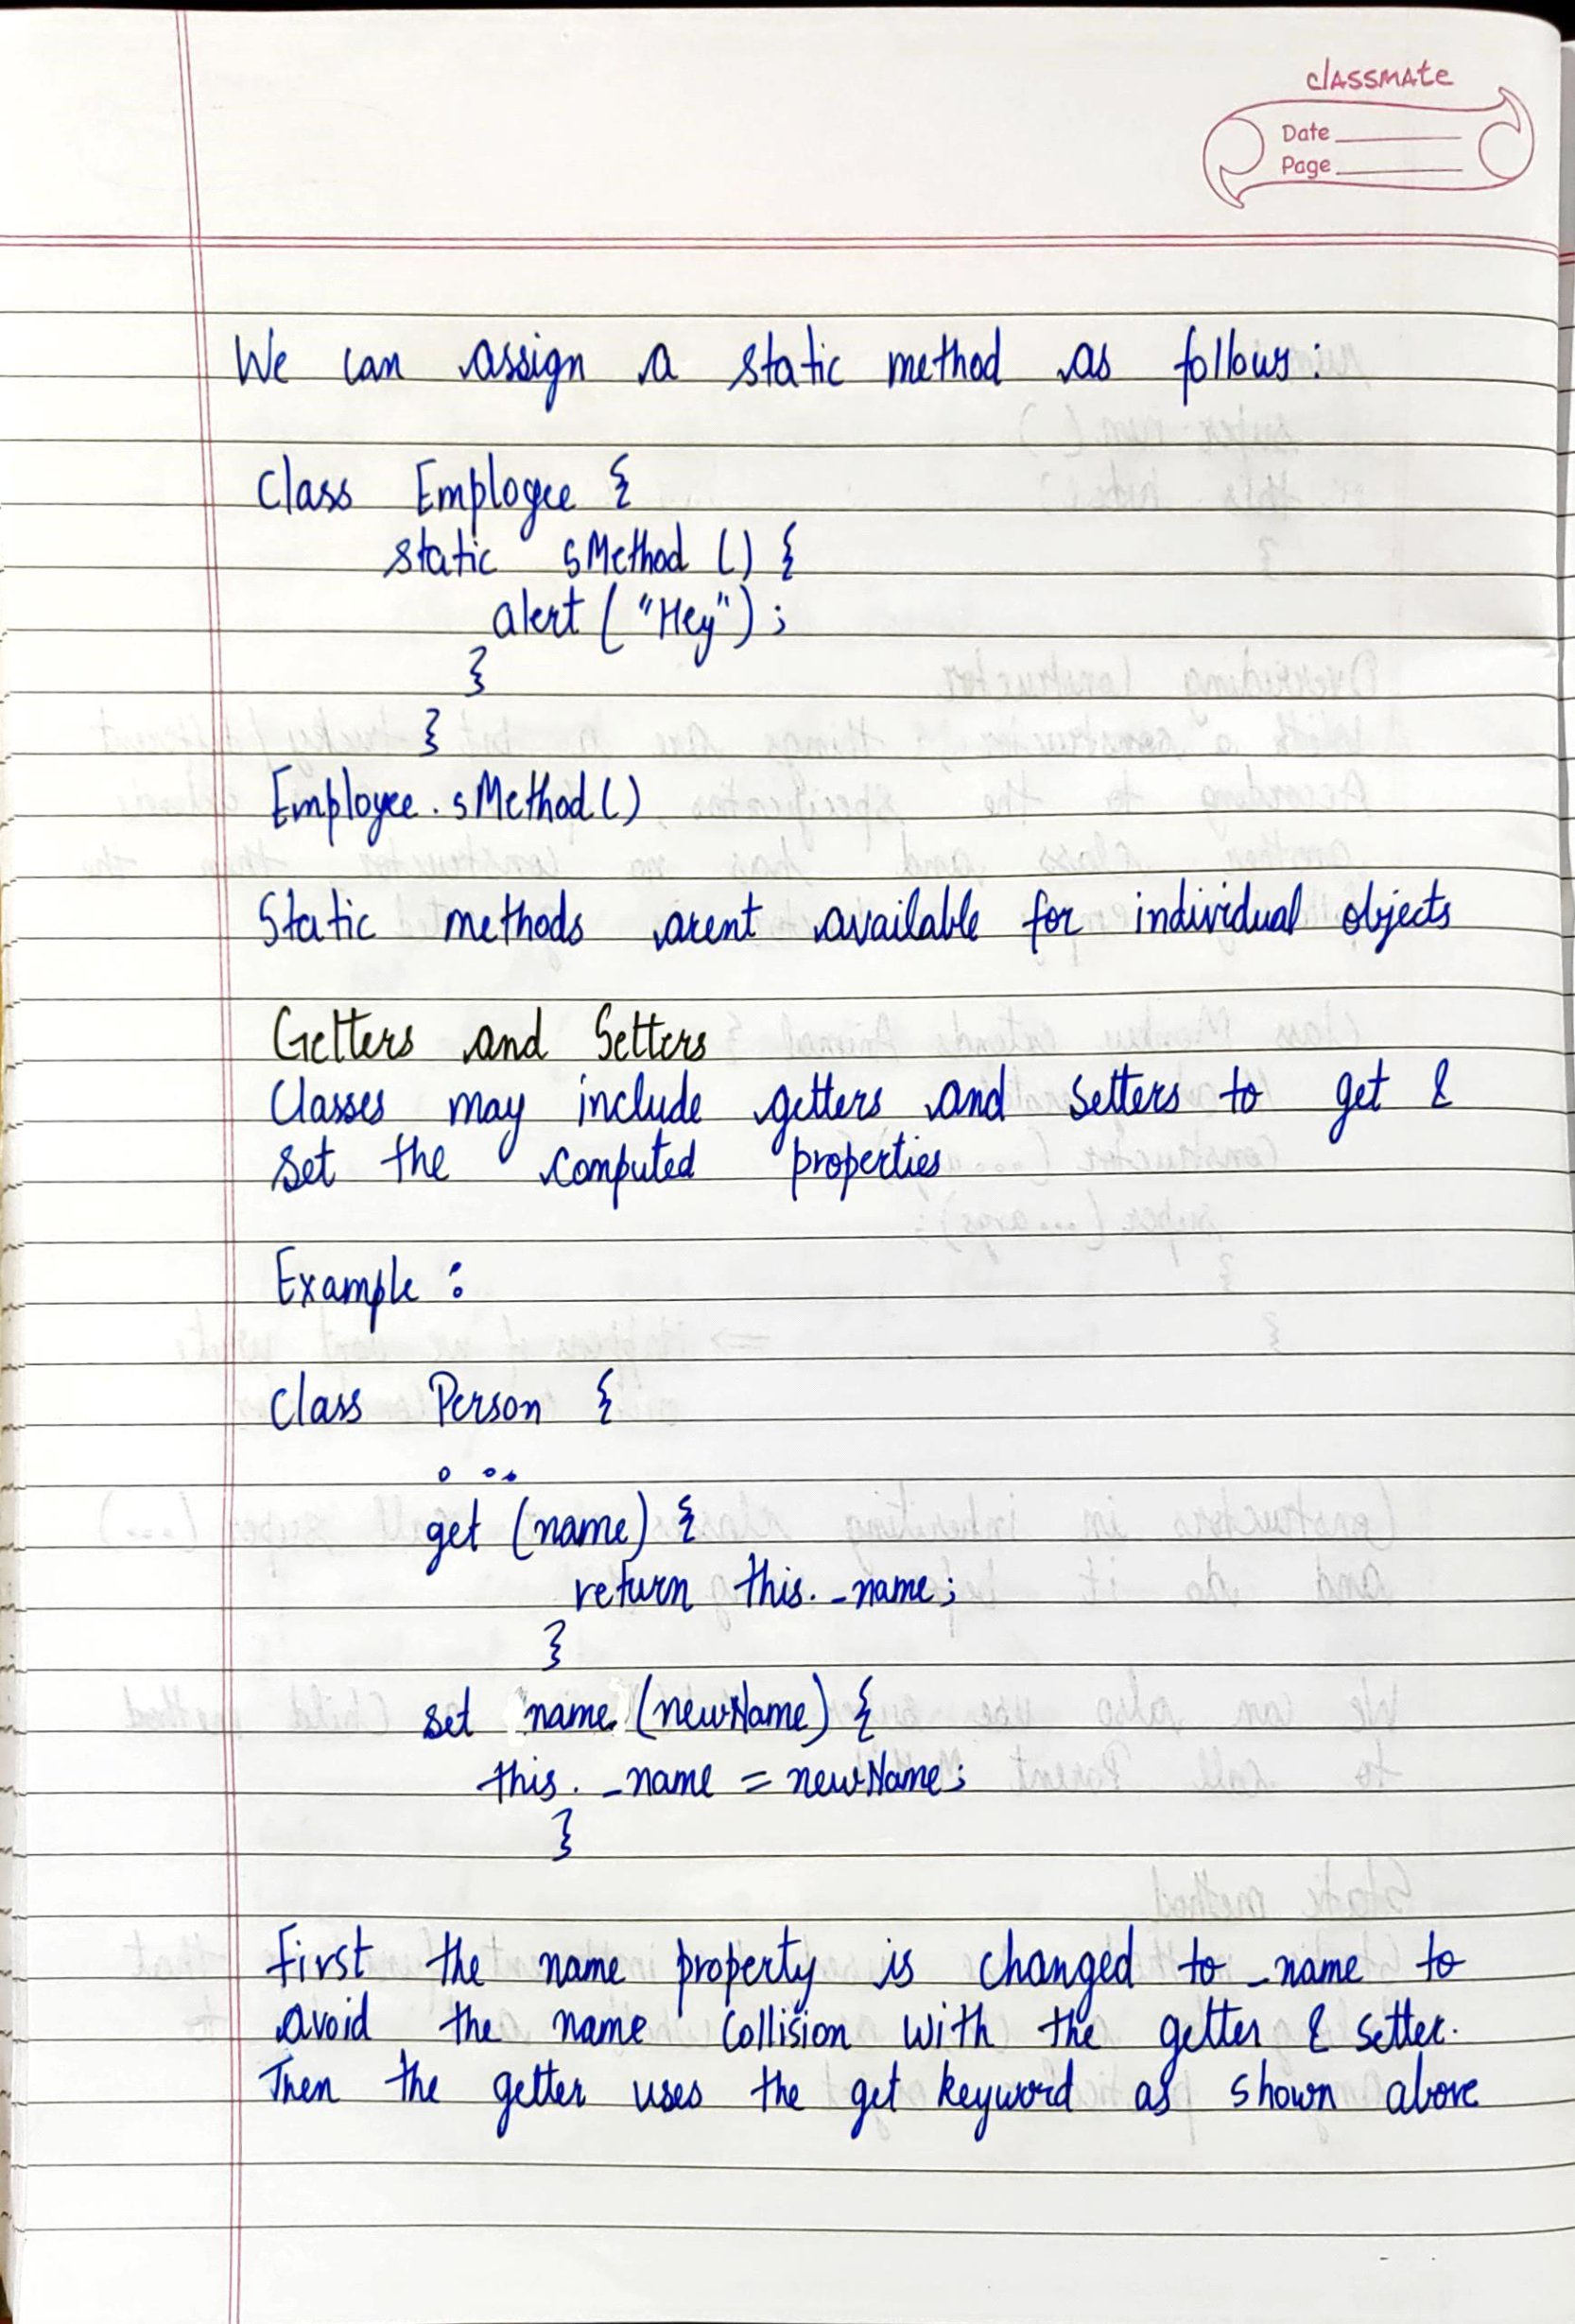 classmate
Date
Page
We can assign a static method as follows:
Class Employee {
static sMethod () {
alert ("Hey");
}
}
Employee.sMethod()
Static methods arent available for individual objects
Getters and Setters
Classes may include getters and setters to get &
set the computed properties
Example :
Class Person {
...
get (name) {
return this._name;
}
set name (newName) {
this._name = newName;
}
First the name property is changed to _name to
avoid the name collision with the getter & setter.
Then the getter uses the get keyword as shown above